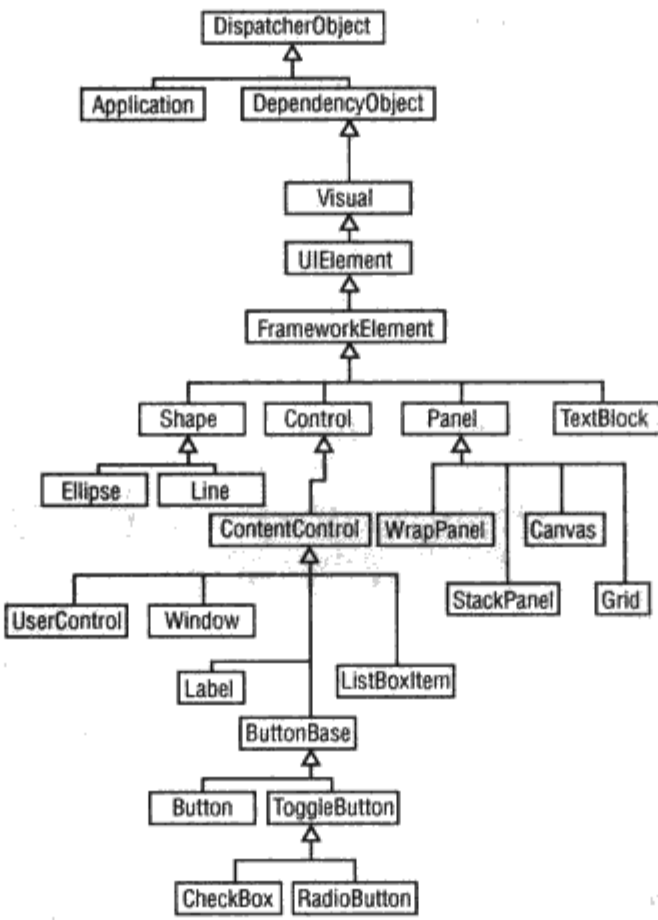 DispatcherObject
Application
DependencyObject
Visual
UIElement
FrameworkElement
Shape
Control
Panel
TextBlock
Ellipse
Line
ContentControl
WrapPanel
Canvas
UserControl
Window
StackPanel
Grid
Label
ListBoxItem
ButtonBase
Button
ToggleButton
CheckBox
RadioButton